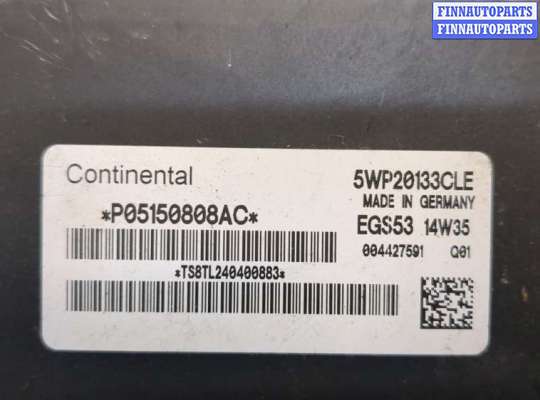 FINNAUTOPARTS
FINNAUTOPARTS
Continental
5WP20133CLE
MADE IN GERMANY
*P05150808AC*
EGS53 14W35
004427591 Q01
*TS8TL240400883*